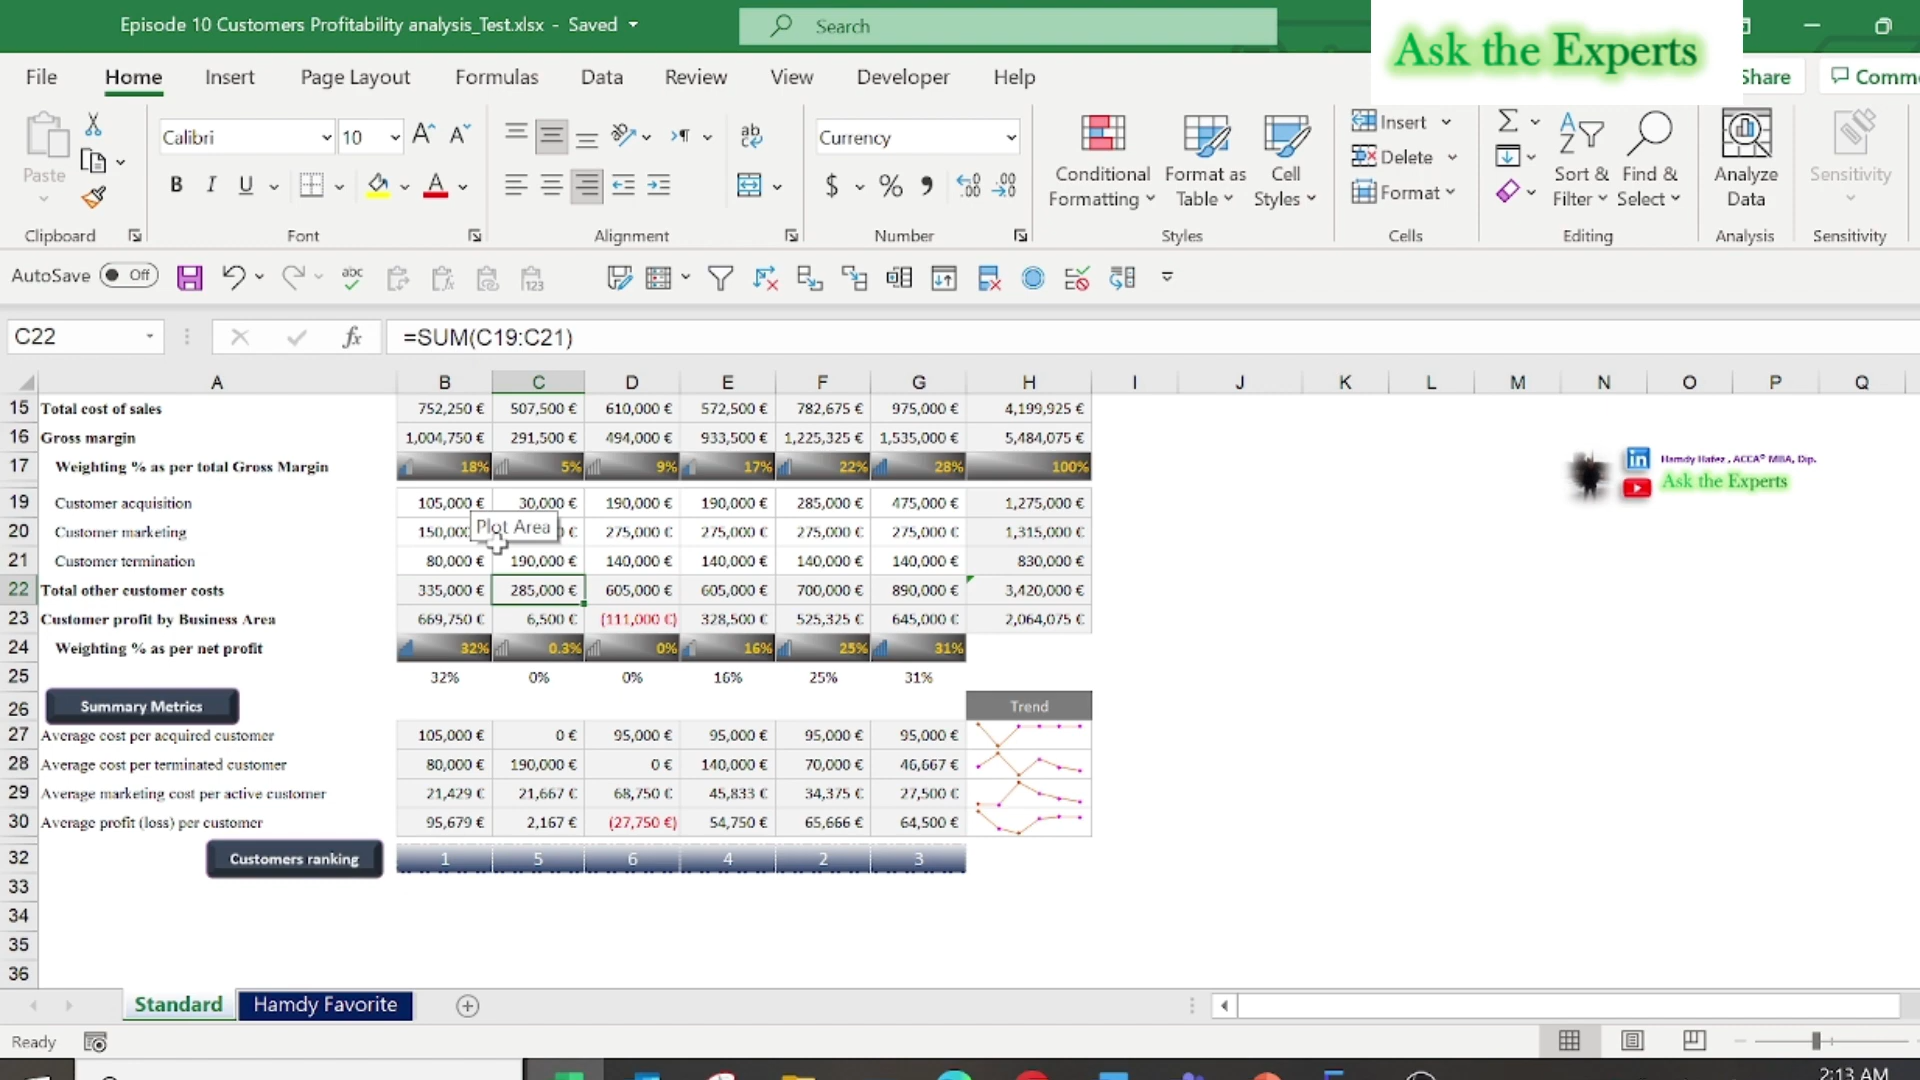 Episode 10 Customers Profitability analysis_Test.xlsx - Saved
Search
Ask the Experts
File Home Insert Page Layout Formulas Data Review View Developer Help Share
Calibri 10 Currency
Paste
Conditional Formatting
Format as Table
Cell Styles
Insert
Delete
Format
Sort & Filter
Find & Select
Analyze Data
Sensitivity
Clipboard Font Alignment Number Styles Cells Editing Analysis Sensitivity
AutoSave Off
C22 =SUM(C19:C21)
A B C D E F G H I J K L M N O P Q
15 Total cost of sales 752,250 € 507,500 € 610,000 € 572,500 € 782,675 € 975,000 € 4,199,925 €
16 Gross margin 1,004,750 € 291,500 € 494,000 € 933,500 € 1,225,325 € 1,535,000 € 5,484,075 €
17 Weighting % as per total Gross Margin 18% 5% 9% 17% 22% 28% 100%
Hamdy Hafez , ACCA® MBA, Dip.
Ask the Experts
19 Customer acquisition 105,000 € 30,000 € 190,000 € 190,000 € 285,000 € 475,000 € 1,275,000 €
Plot Area
20 Customer marketing 275,000 € 275,000 € 275,000 € 275,000 € 1,315,000 €
21 Customer termination 80,000 € 190,000 € 140,000 € 140,000 € 140,000 € 140,000 € 830,000 €
22 Total other customer costs 335,000 € 285,000 € 605,000 € 605,000 € 700,000 € 890,000 € 3,420,000 €
23 Customer profit by Business Area 669,750 € 6,500 € (111,000 €) 328,500 € 525,325 € 645,000 € 2,064,075 €
24 Weighting % as per net profit 32% 0.3% 0% 16% 25% 31%
25 32% 0% 0% 16% 25% 31%
26 Summary Metrics Trend
27 Average cost per acquired customer 105,000 € 0 € 95,000 € 95,000 € 95,000 € 95,000 €
28 Average cost per terminated customer 80,000 € 190,000 € 0 € 140,000 € 70,000 € 46,667 €
29 Average marketing cost per active customer 21,429 € 21,667 € 68,750 € 45,833 € 34,375 € 27,500 €
30 Average profit (loss) per customer 95,679 € 2,167 € (27,750 €) 54,750 € 65,666 € 64,500 €
32 Customers ranking 1 5 6 4 2 3
33
34
35
36
Standard Hamdy Favorite
Ready
2:13 AM